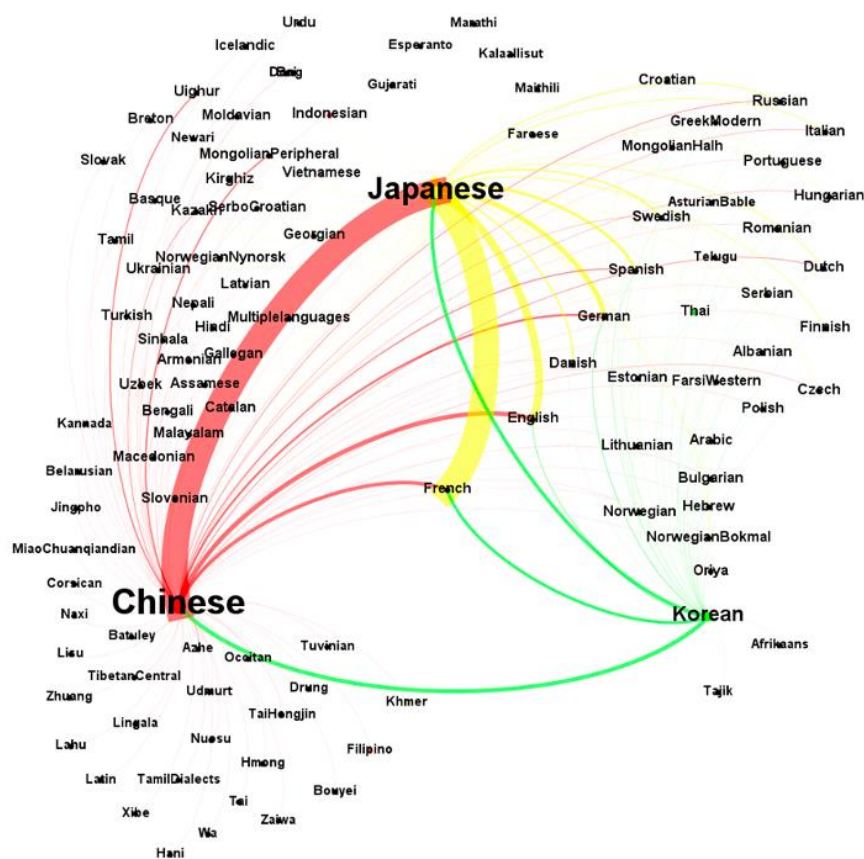 Urdu
Marathi
Icelandic
Esperanto
Kalaallisut
Uighur
Gujarati
Maithili
Croatian
Russian
Breton
Moldavian
Indonesian
GreekModern
Italian
Newari
Faroese
MongolianHalh
Slovak
MongolianPeripheral
Portuguese
Kirghiz
Vietnamese
Japanese
Basque
Kazakh
SerboCroatian
AsturianBable
Hungarian
Swedish
Romanian
Tamil
Georgian
NorwegianNynorsk
Ukrainian
Spanish
Telugu
Dutch
Latvian
Serbian
Nepali
Turkish
Hindi
Multiplelanguages
German
Thai
Finnish
Sinhala
Armenian
Gallegan
Danish
Albanian
Uzbek
Assamese
Estonian
FarsiWestern
Czech
Bengali
Catalan
English
Polish
Kannada
Malayalam
Lithuanian
Arabic
Macedonian
Belarusian
Slovenian
French
Bulgarian
Jingpho
Norwegian
Hebrew
MiaoChuanqiandian
NorwegianBokmal
Corsican
Oriya
Chinese
Naxi
Korean
Batuley
Lisu
Azhe
Occitan
Tuvinian
Afrikaans
TibetanCentral
Zhuang
Udmurt
Drung
Khmer
Tajik
Lingala
TaiHongjin
Lahu
Nuosu
Filipino
Hmong
Latin
TamilDialects
Bouyei
Xibe
Tai
Zaiwa
Wa
Hani